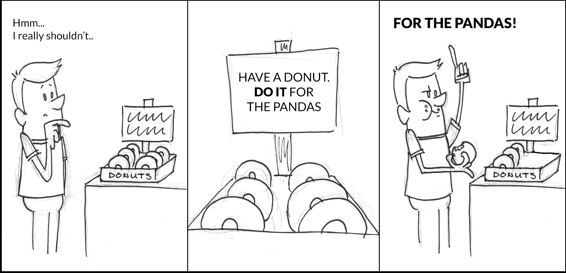 Hmm...
I really shouldn't..
DONUTS
HAVE A DONUT.
DO IT FOR
THE PANDAS
FOR THE PANDAS!
DONUTS